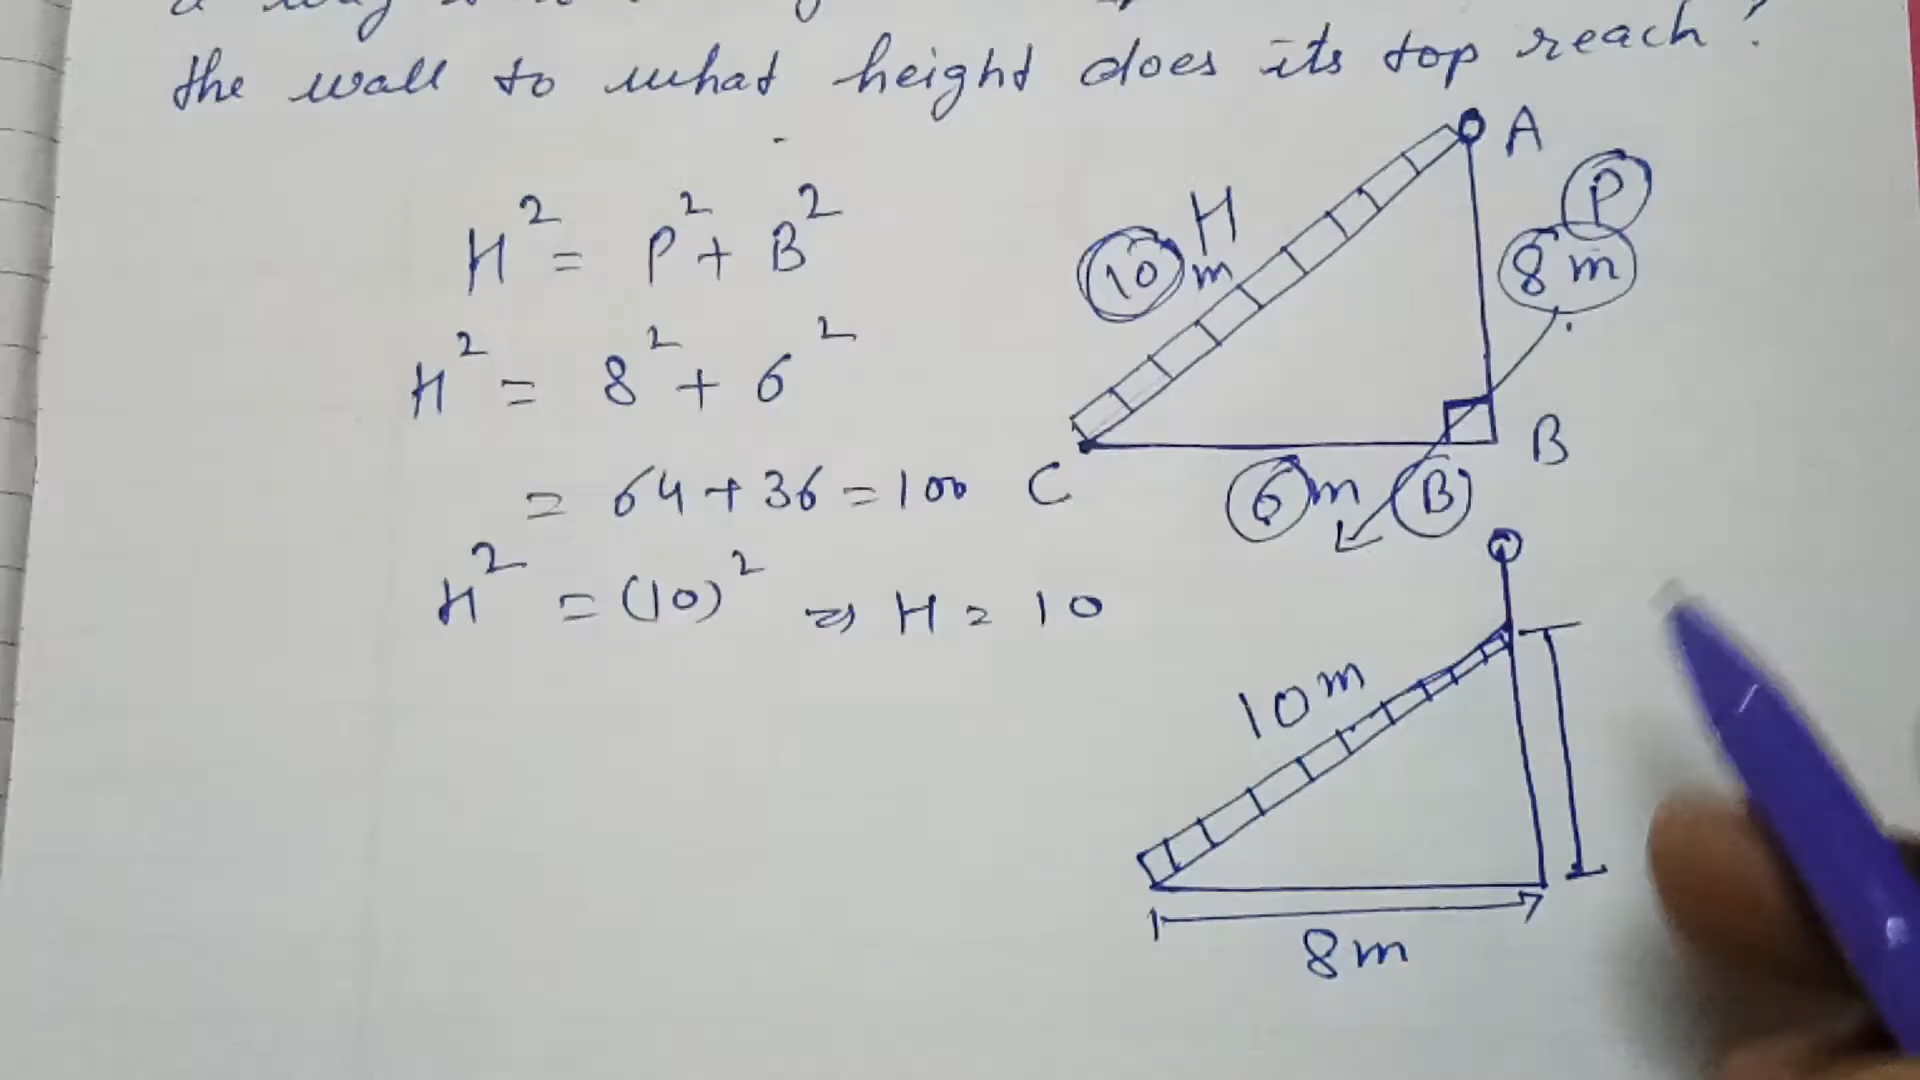 the wall to what height does its top reach?
A
P
H² = P² + B²
H
10 m
8 m
H² = 8² + 6²
B
= 64 + 36 = 100
C
6 m
B
H² = (10)² ⇒ H = 10
10 m
8 m